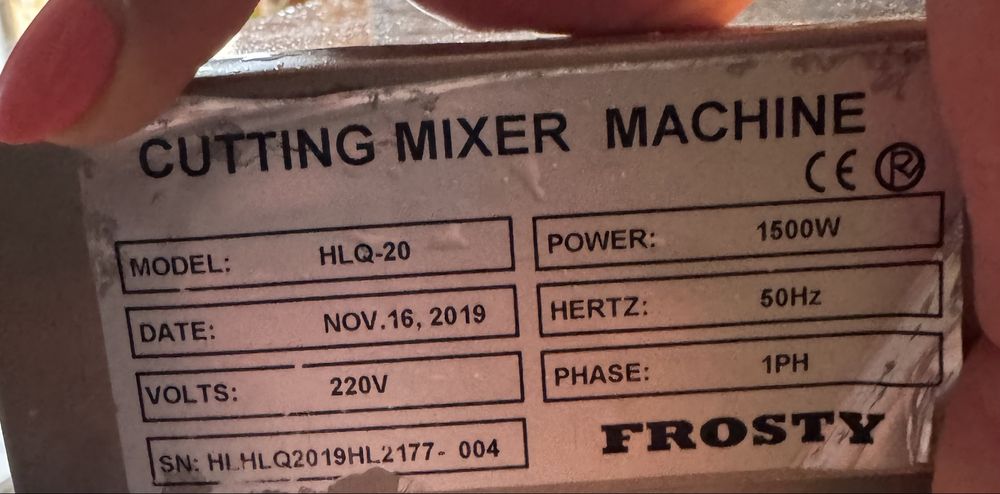 CUTTING MIXER MACHINE
CE ®
MODEL: HLQ-20
POWER: 1500W
DATE: NOV.16, 2019
HERTZ: 50Hz
VOLTS: 220V
PHASE: 1PH
SN: HLHLQ2019HL2177- 004
FROSTY